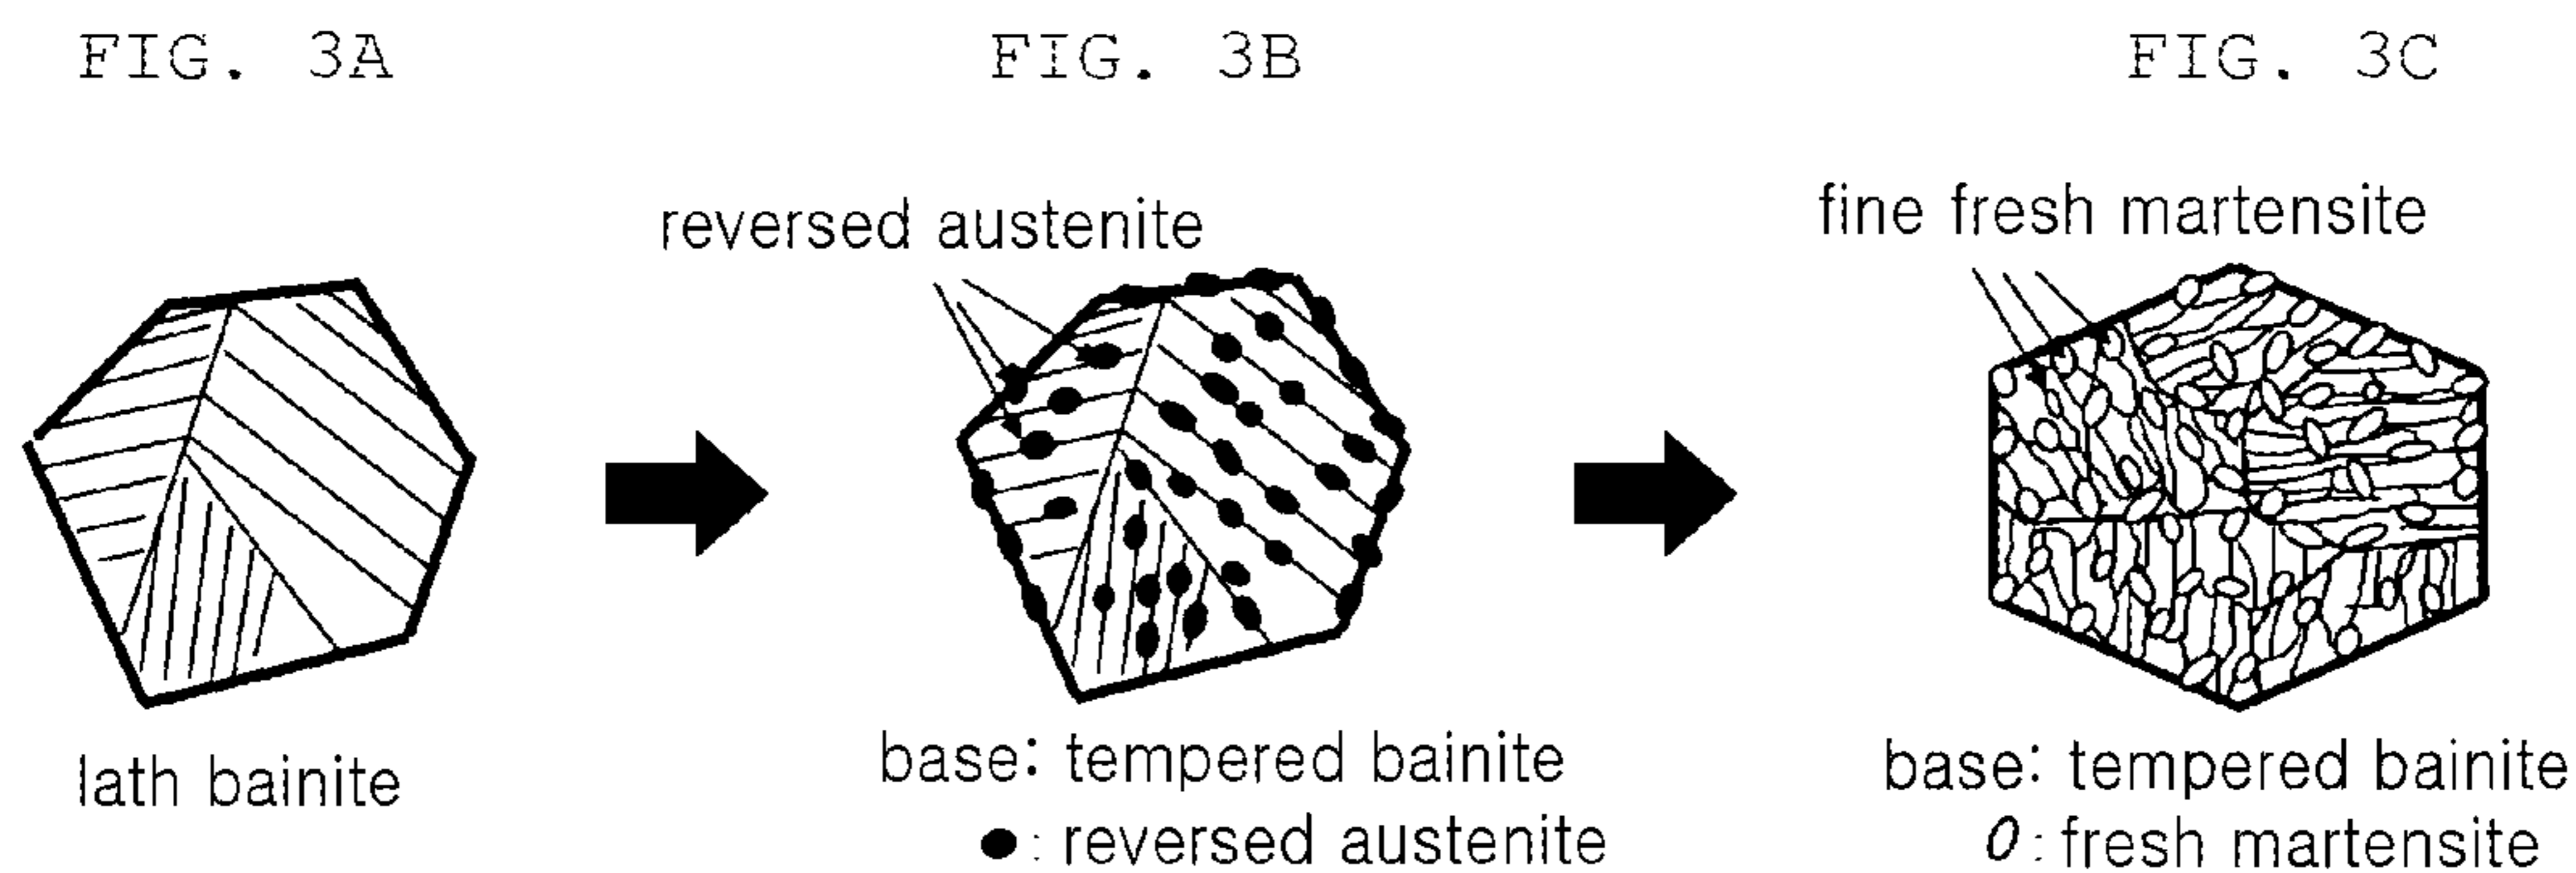 FIG. 3A
FIG. 3B
FIG. 3C
reversed austenite
fine fresh martensite
lath bainite
base: tempered bainite
●: reversed austenite
base: tempered bainite
0: fresh martensite